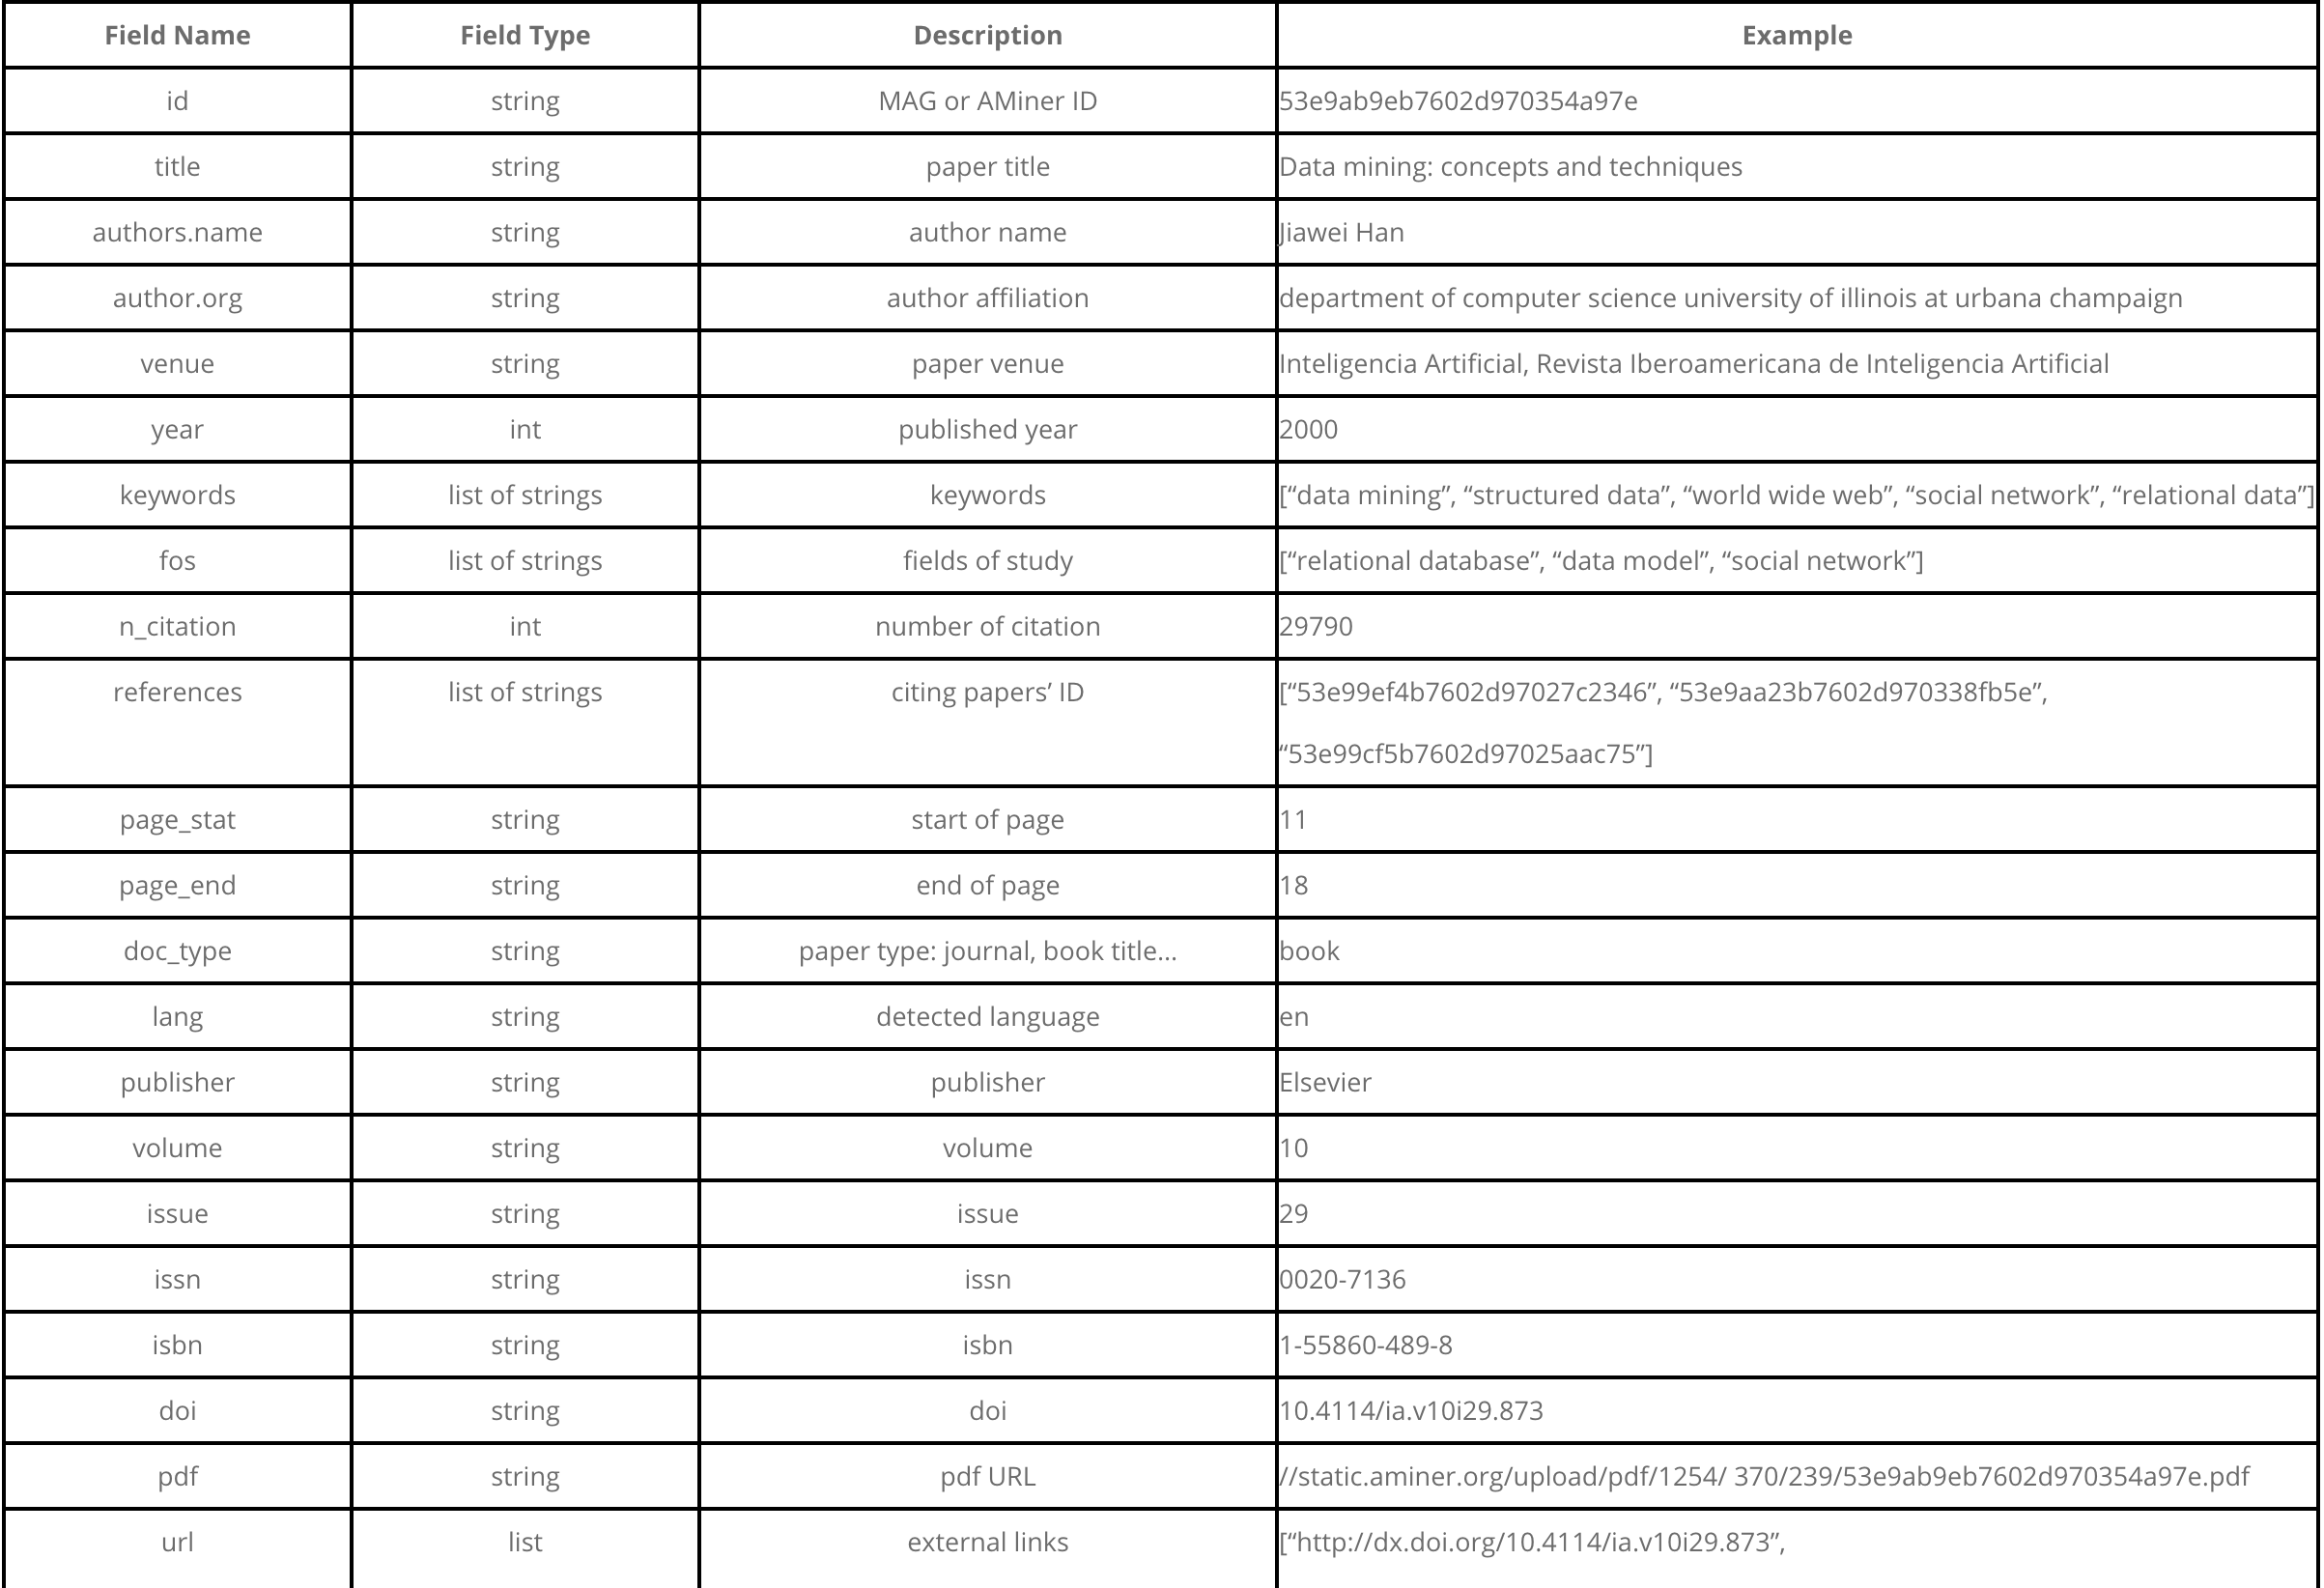 Field Name Field Type Description Example
id string MAG or AMiner ID 53e9ab9eb7602d970354a97e
title string paper title Data mining: concepts and techniques
authors.name string author name Jiawei Han
author.org string author affiliation department of computer science university of illinois at urbana champaign
venue string paper venue Inteligencia Artificial, Revista Iberoamericana de Inteligencia Artificial
year int published year 2000
keywords list of strings keywords [“data mining”, “structured data”, “world wide web”, “social network”, “relational data”]
fos list of strings fields of study [“relational database”, “data model”, “social network”]
n_citation int number of citation 29790
references list of strings citing papers’ ID [“53e99ef4b7602d97027c2346”, “53e9aa23b7602d970338fb5e”,
“53e99cf5b7602d97025aac75”]
page_stat string start of page 11
page_end string end of page 18
doc_type string paper type: journal, book title... book
lang string detected language en
publisher string publisher Elsevier
volume string volume 10
issue string issue 29
issn string issn 0020-7136
isbn string isbn 1-55860-489-8
doi string doi 10.4114/ia.v10i29.873
pdf string pdf URL //static.aminer.org/upload/pdf/1254/ 370/239/53e9ab9eb7602d970354a97e.pdf
url list external links [“http://dx.doi.org/10.4114/ia.v10i29.873”,